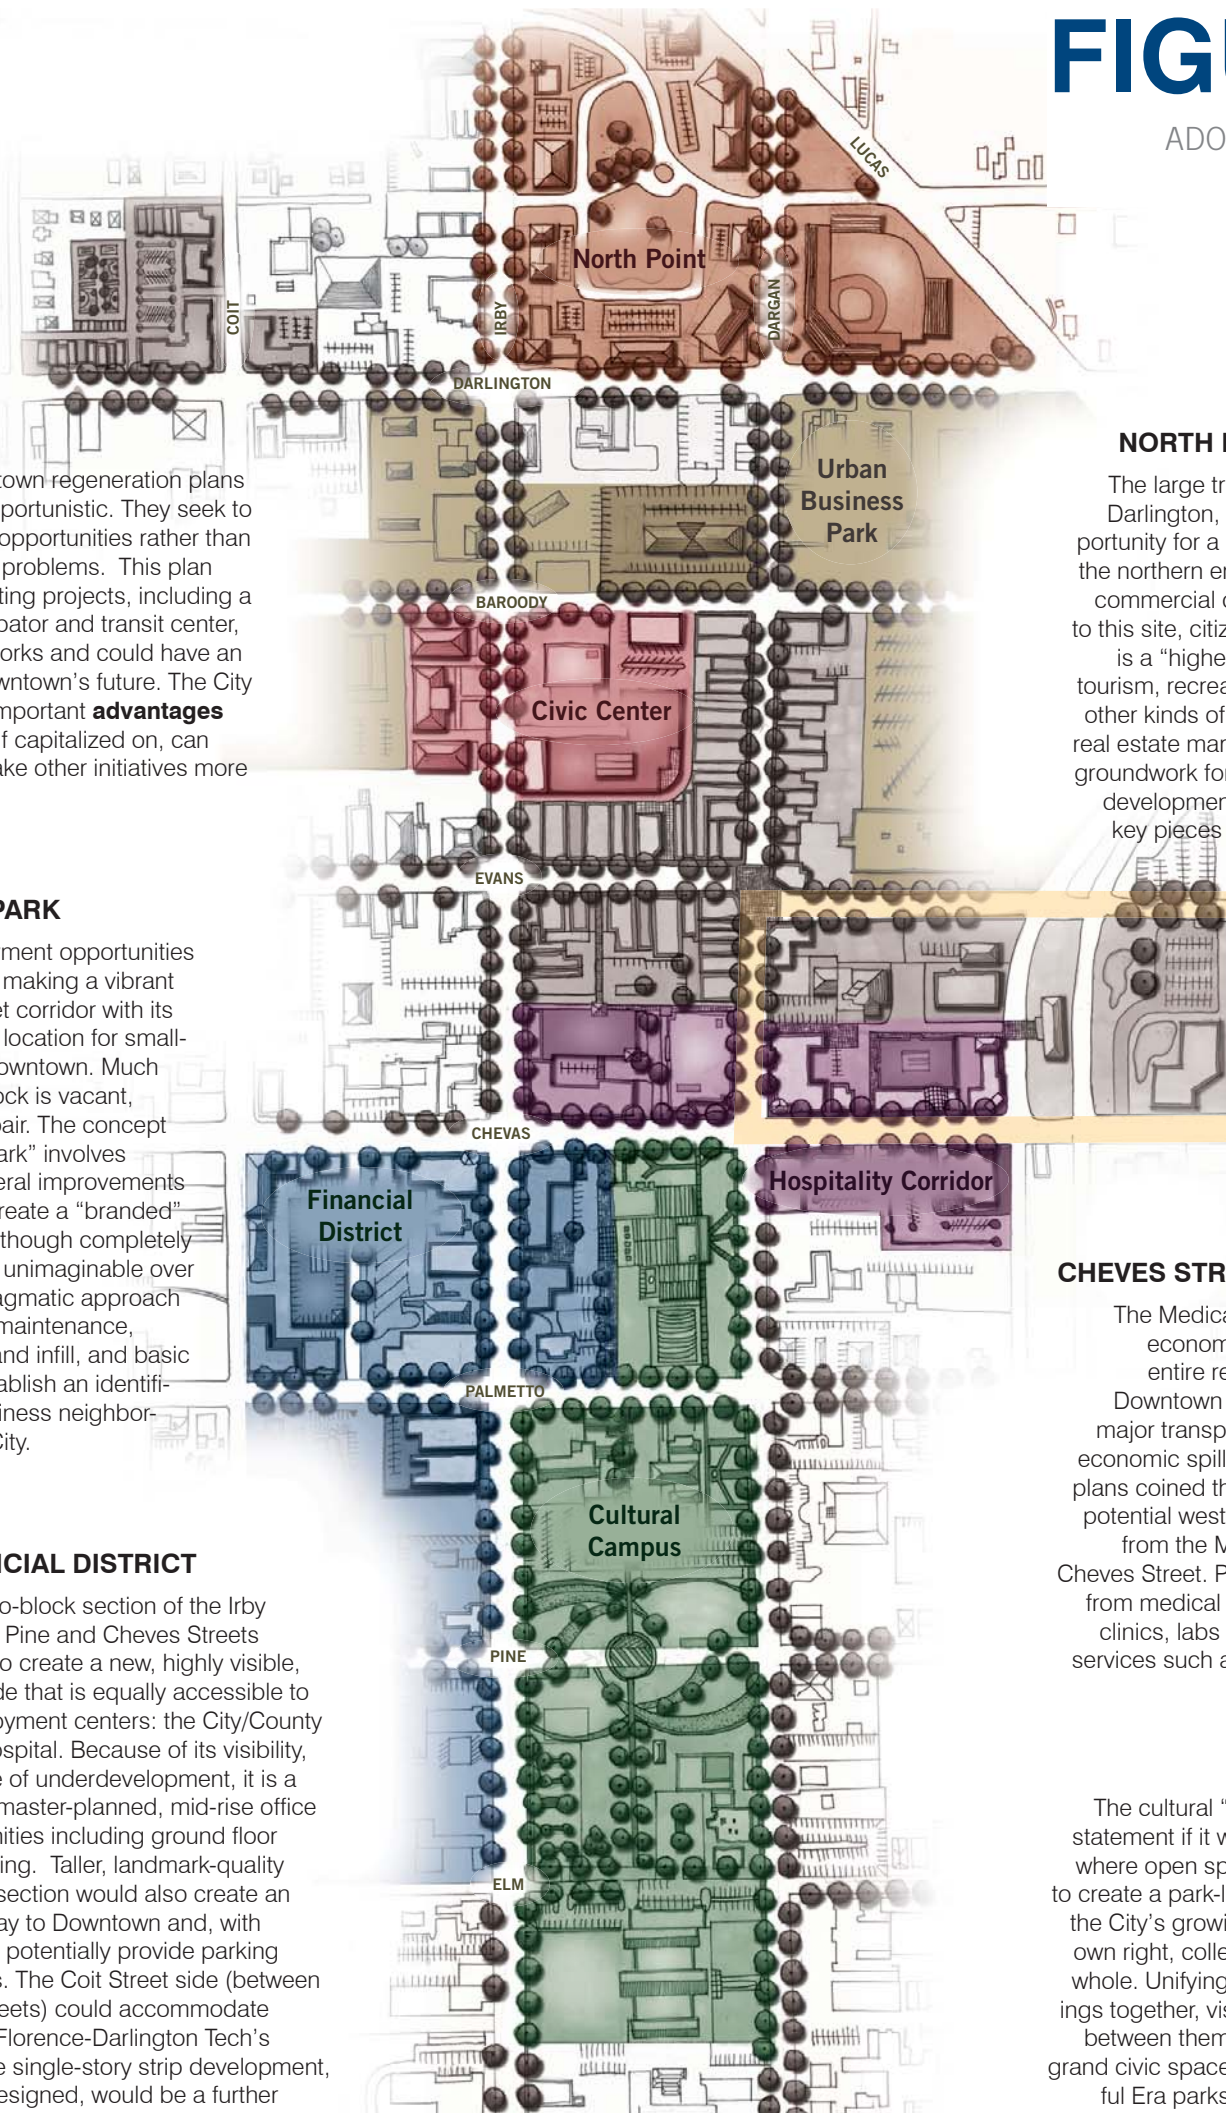 FIGU
ADO
LUCAS
North Point
COIT
IRBY
DARGAN
DARLINGTON
Urban
Business
Park
BAROODY
Civic Center
EVANS
CHEVAS
Financial
District
Hospitality Corridor
PALMETTO
Cultural
Campus
PINE
ELM
town regeneration plans
portunistic. They seek to
opportunities rather than
problems.  This plan
ting projects, including a
bator and transit center,
orks and could have an
wntown's future. The City
mportant advantages
f capitalized on, can
ake other initiatives more
PARK
yment opportunities
making a vibrant
et corridor with its
location for small-
owntown. Much
ock is vacant,
pair. The concept
ark" involves
eral improvements
reate a "branded"
though completely
unimaginable over
agmatic approach
maintenance,
and infill, and basic
ablish an identifi-
iness neighbor-
City.
NCIAL DISTRICT
o-block section of the Irby
Pine and Cheves Streets
o create a new, highly visible,
de that is equally accessible to
oyment centers: the City/County
ospital. Because of its visibility,
e of underdevelopment, it is a
master-planned, mid-rise office
nities including ground floor
ing.  Taller, landmark-quality
section would also create an
ay to Downtown and, with
potentially provide parking
s. The Coit Street side (between
eets) could accommodate
Florence-Darlington Tech's
e single-story strip development,
esigned, would be a further
NORTH
The large tr
Darlington,
portunity for a
the northern en
commercial
to this site, citiz
is a "highe
tourism, recrea
other kinds of
real estate mar
groundwork for
developmen
key pieces
CHEVES STR
The Medica
econom
entire re
Downtown
major transp
economic spill
plans coined th
potential west
from the M
Cheves Street. P
from medical
clinics, labs
services such a
The cultural "
statement if it w
where open sp
to create a park-l
the City's growi
own right, colle
whole. Unifying
ings together, vis
between them
grand civic space
ful Era parks